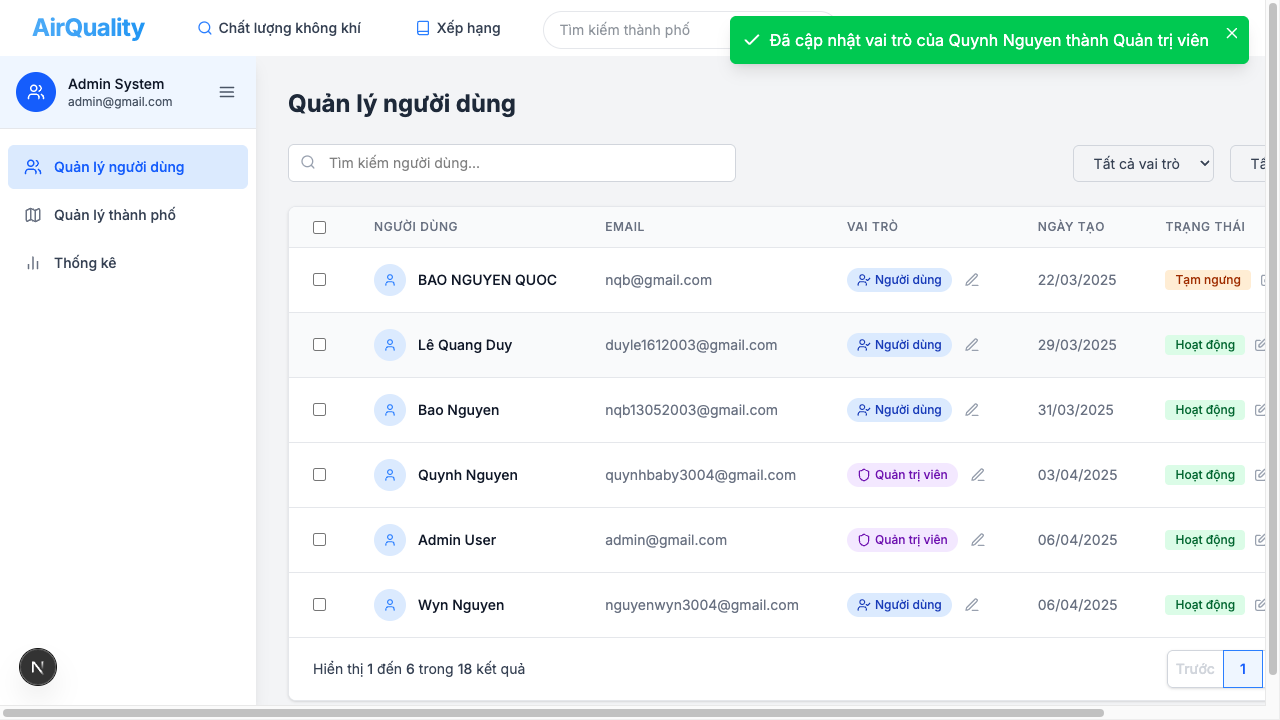 AirQuality
Chất lượng không khí
Xếp hạng
Tìm kiếm thành phố
Đã cập nhật vai trò của Quynh Nguyen thành Quản trị viên
Admin System
admin@gmail.com
Quản lý người dùng
Quản lý thành phố
Thống kê
Quản lý người dùng
Tìm kiếm người dùng...
Tất cả vai trò
NGƯỜI DÙNG EMAIL VAI TRÒ NGÀY TẠO TRẠNG THÁI
BAO NGUYEN QUOC nqb@gmail.com Người dùng 22/03/2025 Tạm ngưng
Lê Quang Duy duyle1612003@gmail.com Người dùng 29/03/2025 Hoạt động
Bao Nguyen nqb13052003@gmail.com Người dùng 31/03/2025 Hoạt động
Quynh Nguyen quynhbaby3004@gmail.com Quản trị viên 03/04/2025 Hoạt động
Admin User admin@gmail.com Quản trị viên 06/04/2025 Hoạt động
Wyn Nguyen nguyenwyn3004@gmail.com Người dùng 06/04/2025 Hoạt động
Hiển thị 1 đến 6 trong 18 kết quả
Trước 1
N